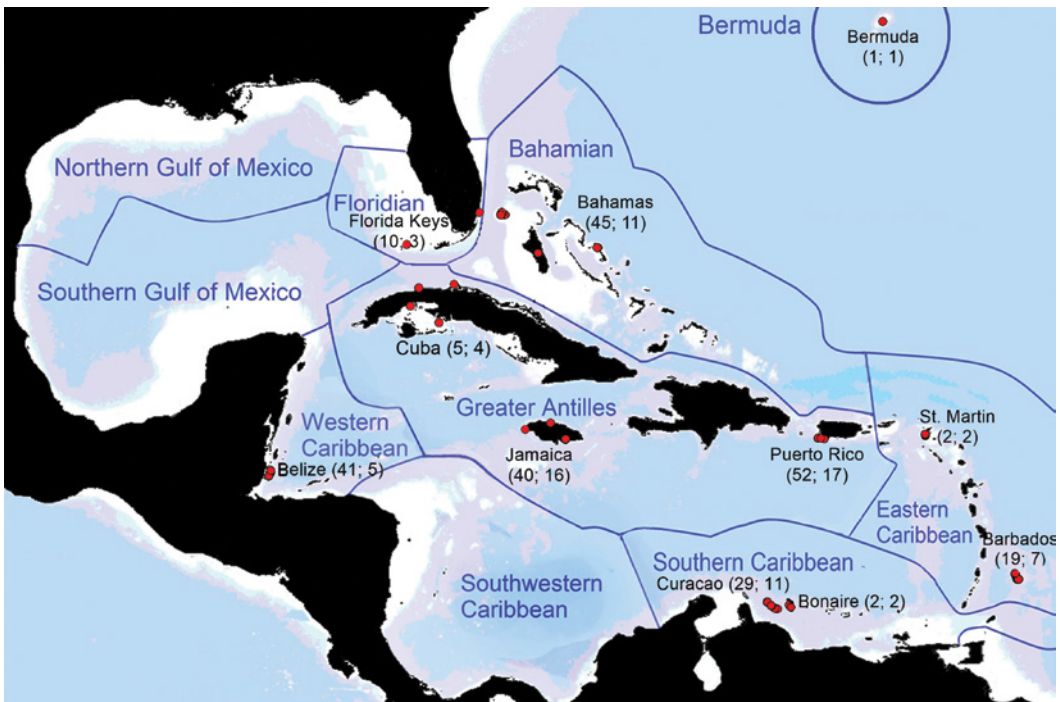 Bermuda
Bermuda
(1; 1)
Bahamian
Northern Gulf of Mexico
Floridian
Florida Keys
(10; 3)
Bahamas
(45; 11)
Southern Gulf of Mexico
Cuba (5; 4)
Greater Antilles
Western
Caribbean
Jamaica
(40; 16)
Belize (41; 5)
Puerto Rico
(52; 17)
St. Martin
(2; 2)
Eastern
Caribbean
Barbados
(19; 7)
Southern Caribbean
Curacao (29; 11)
Bonaire (2; 2)
Southwestern
Caribbean